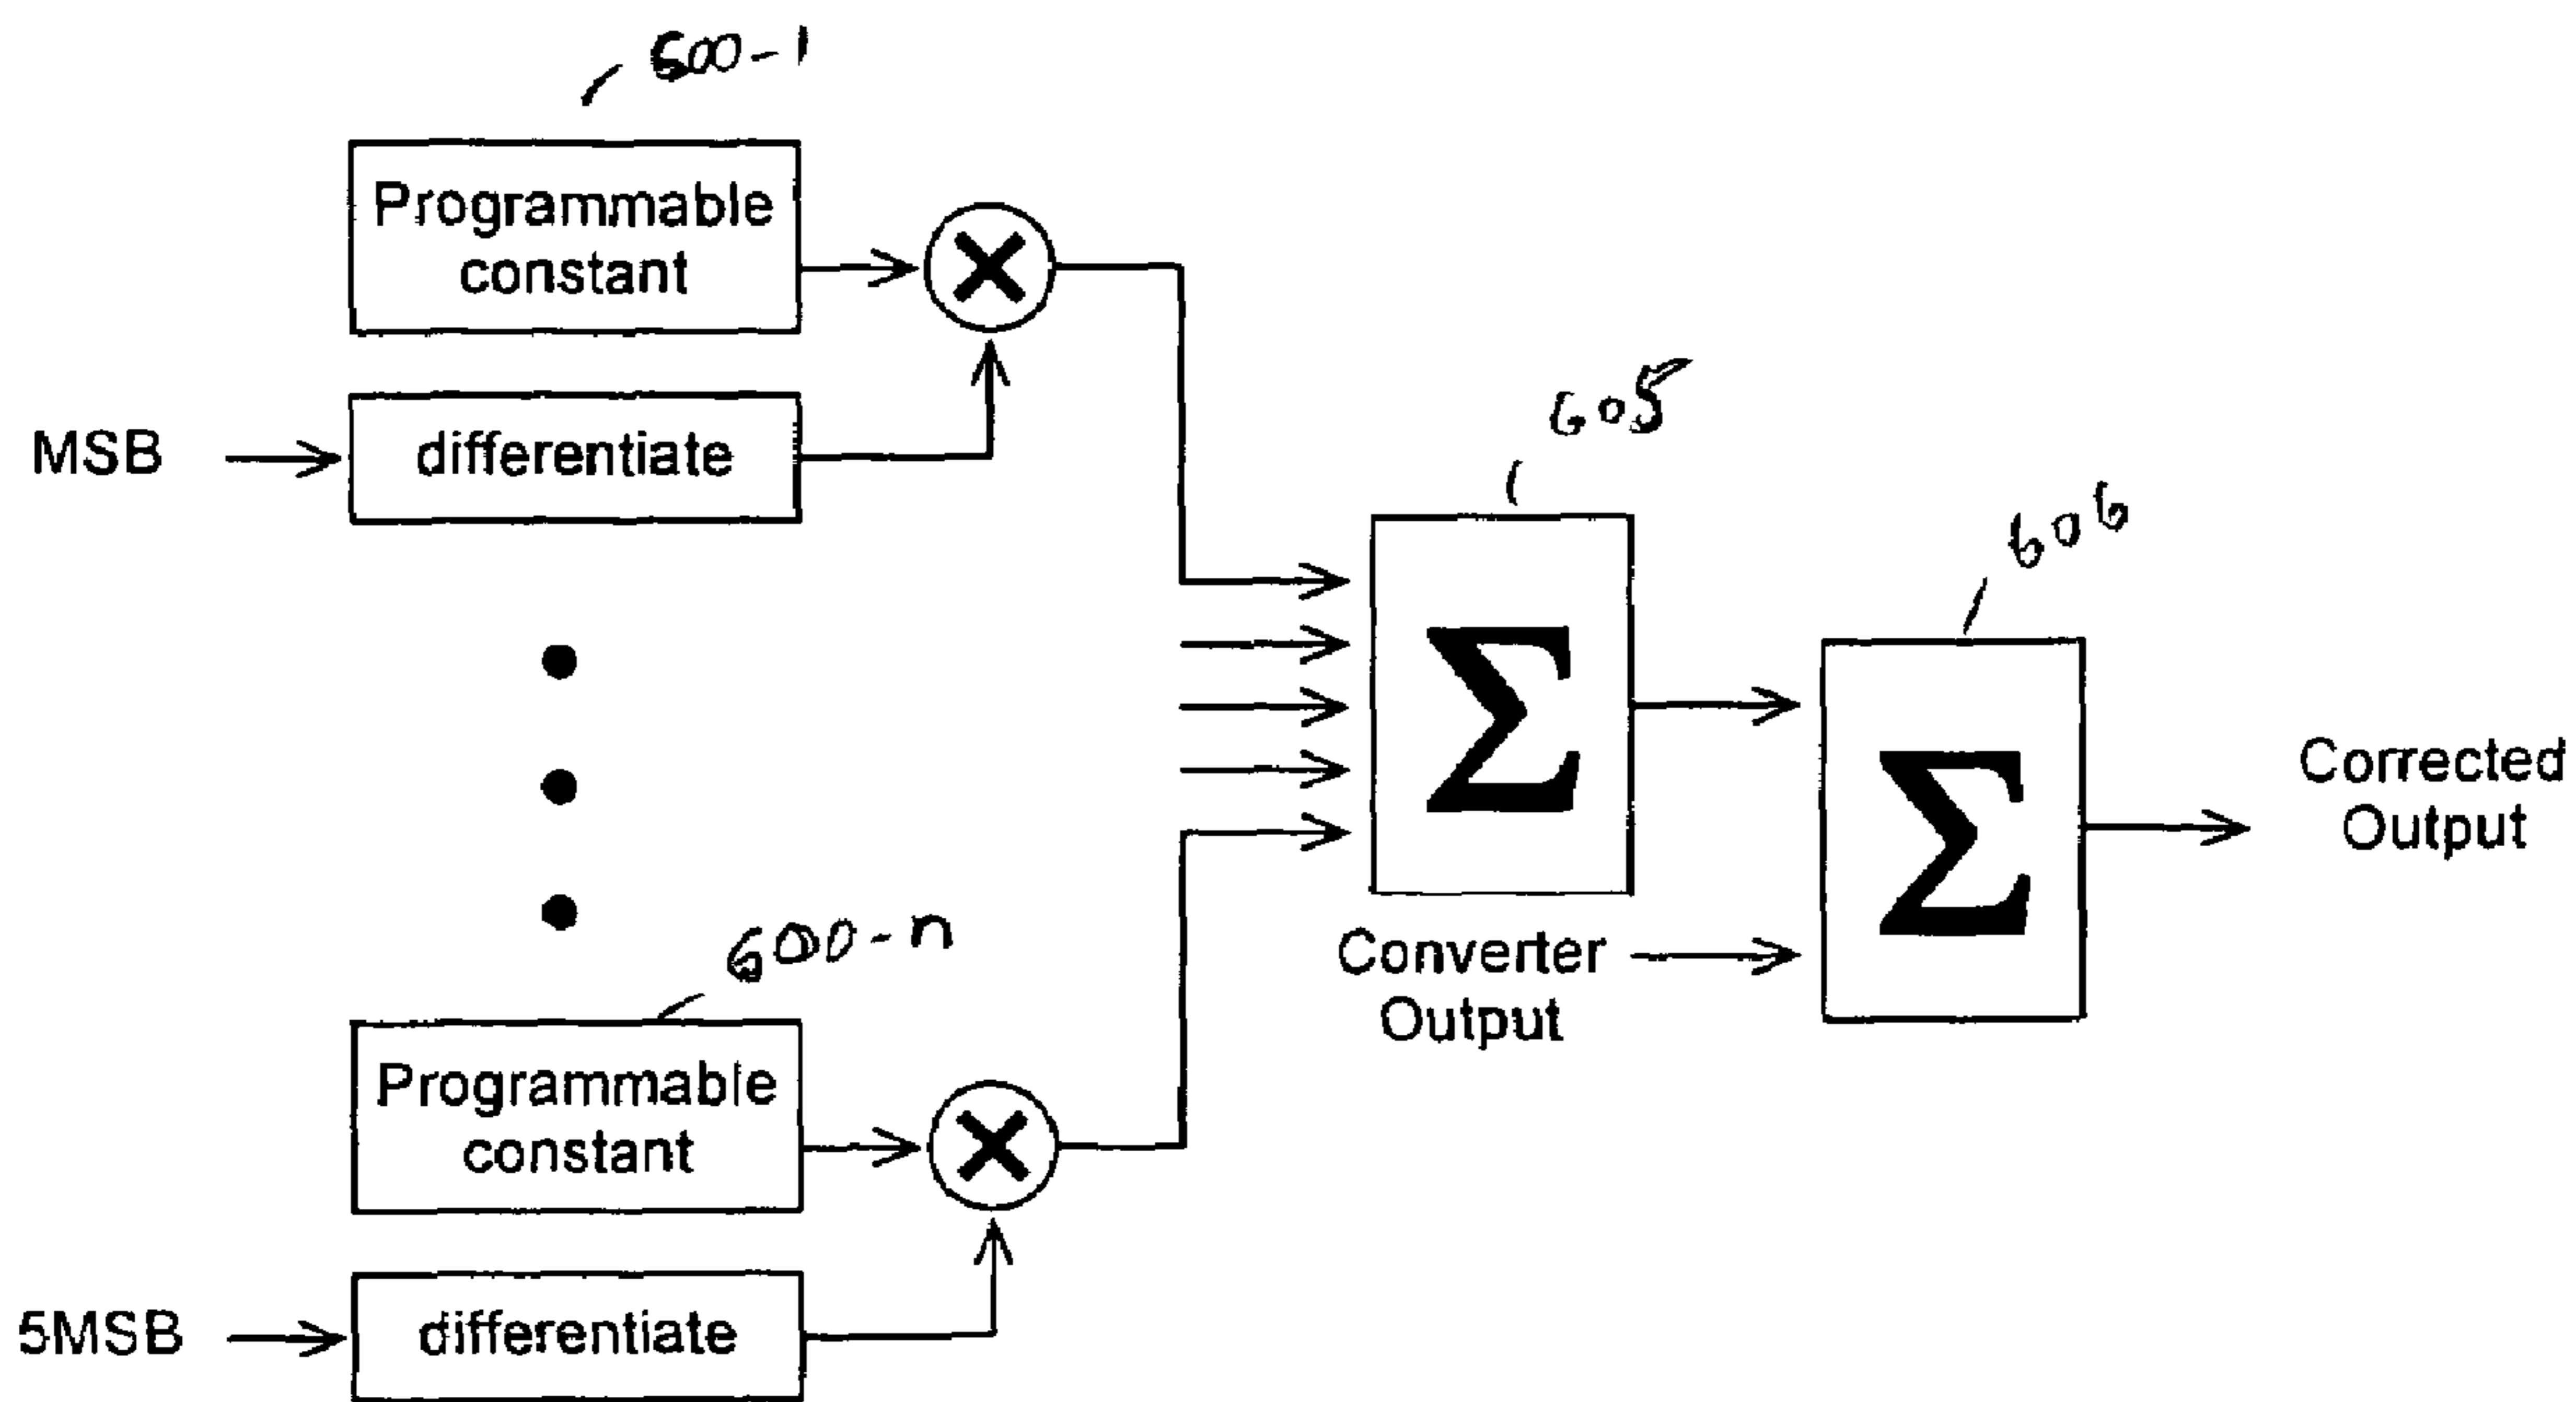 600-1
Programmable
constant
MSB
differentiate
605
606
Σ
Σ
Corrected
Output
600-n
Converter
Output
Programmable
constant
5MSB
differentiate